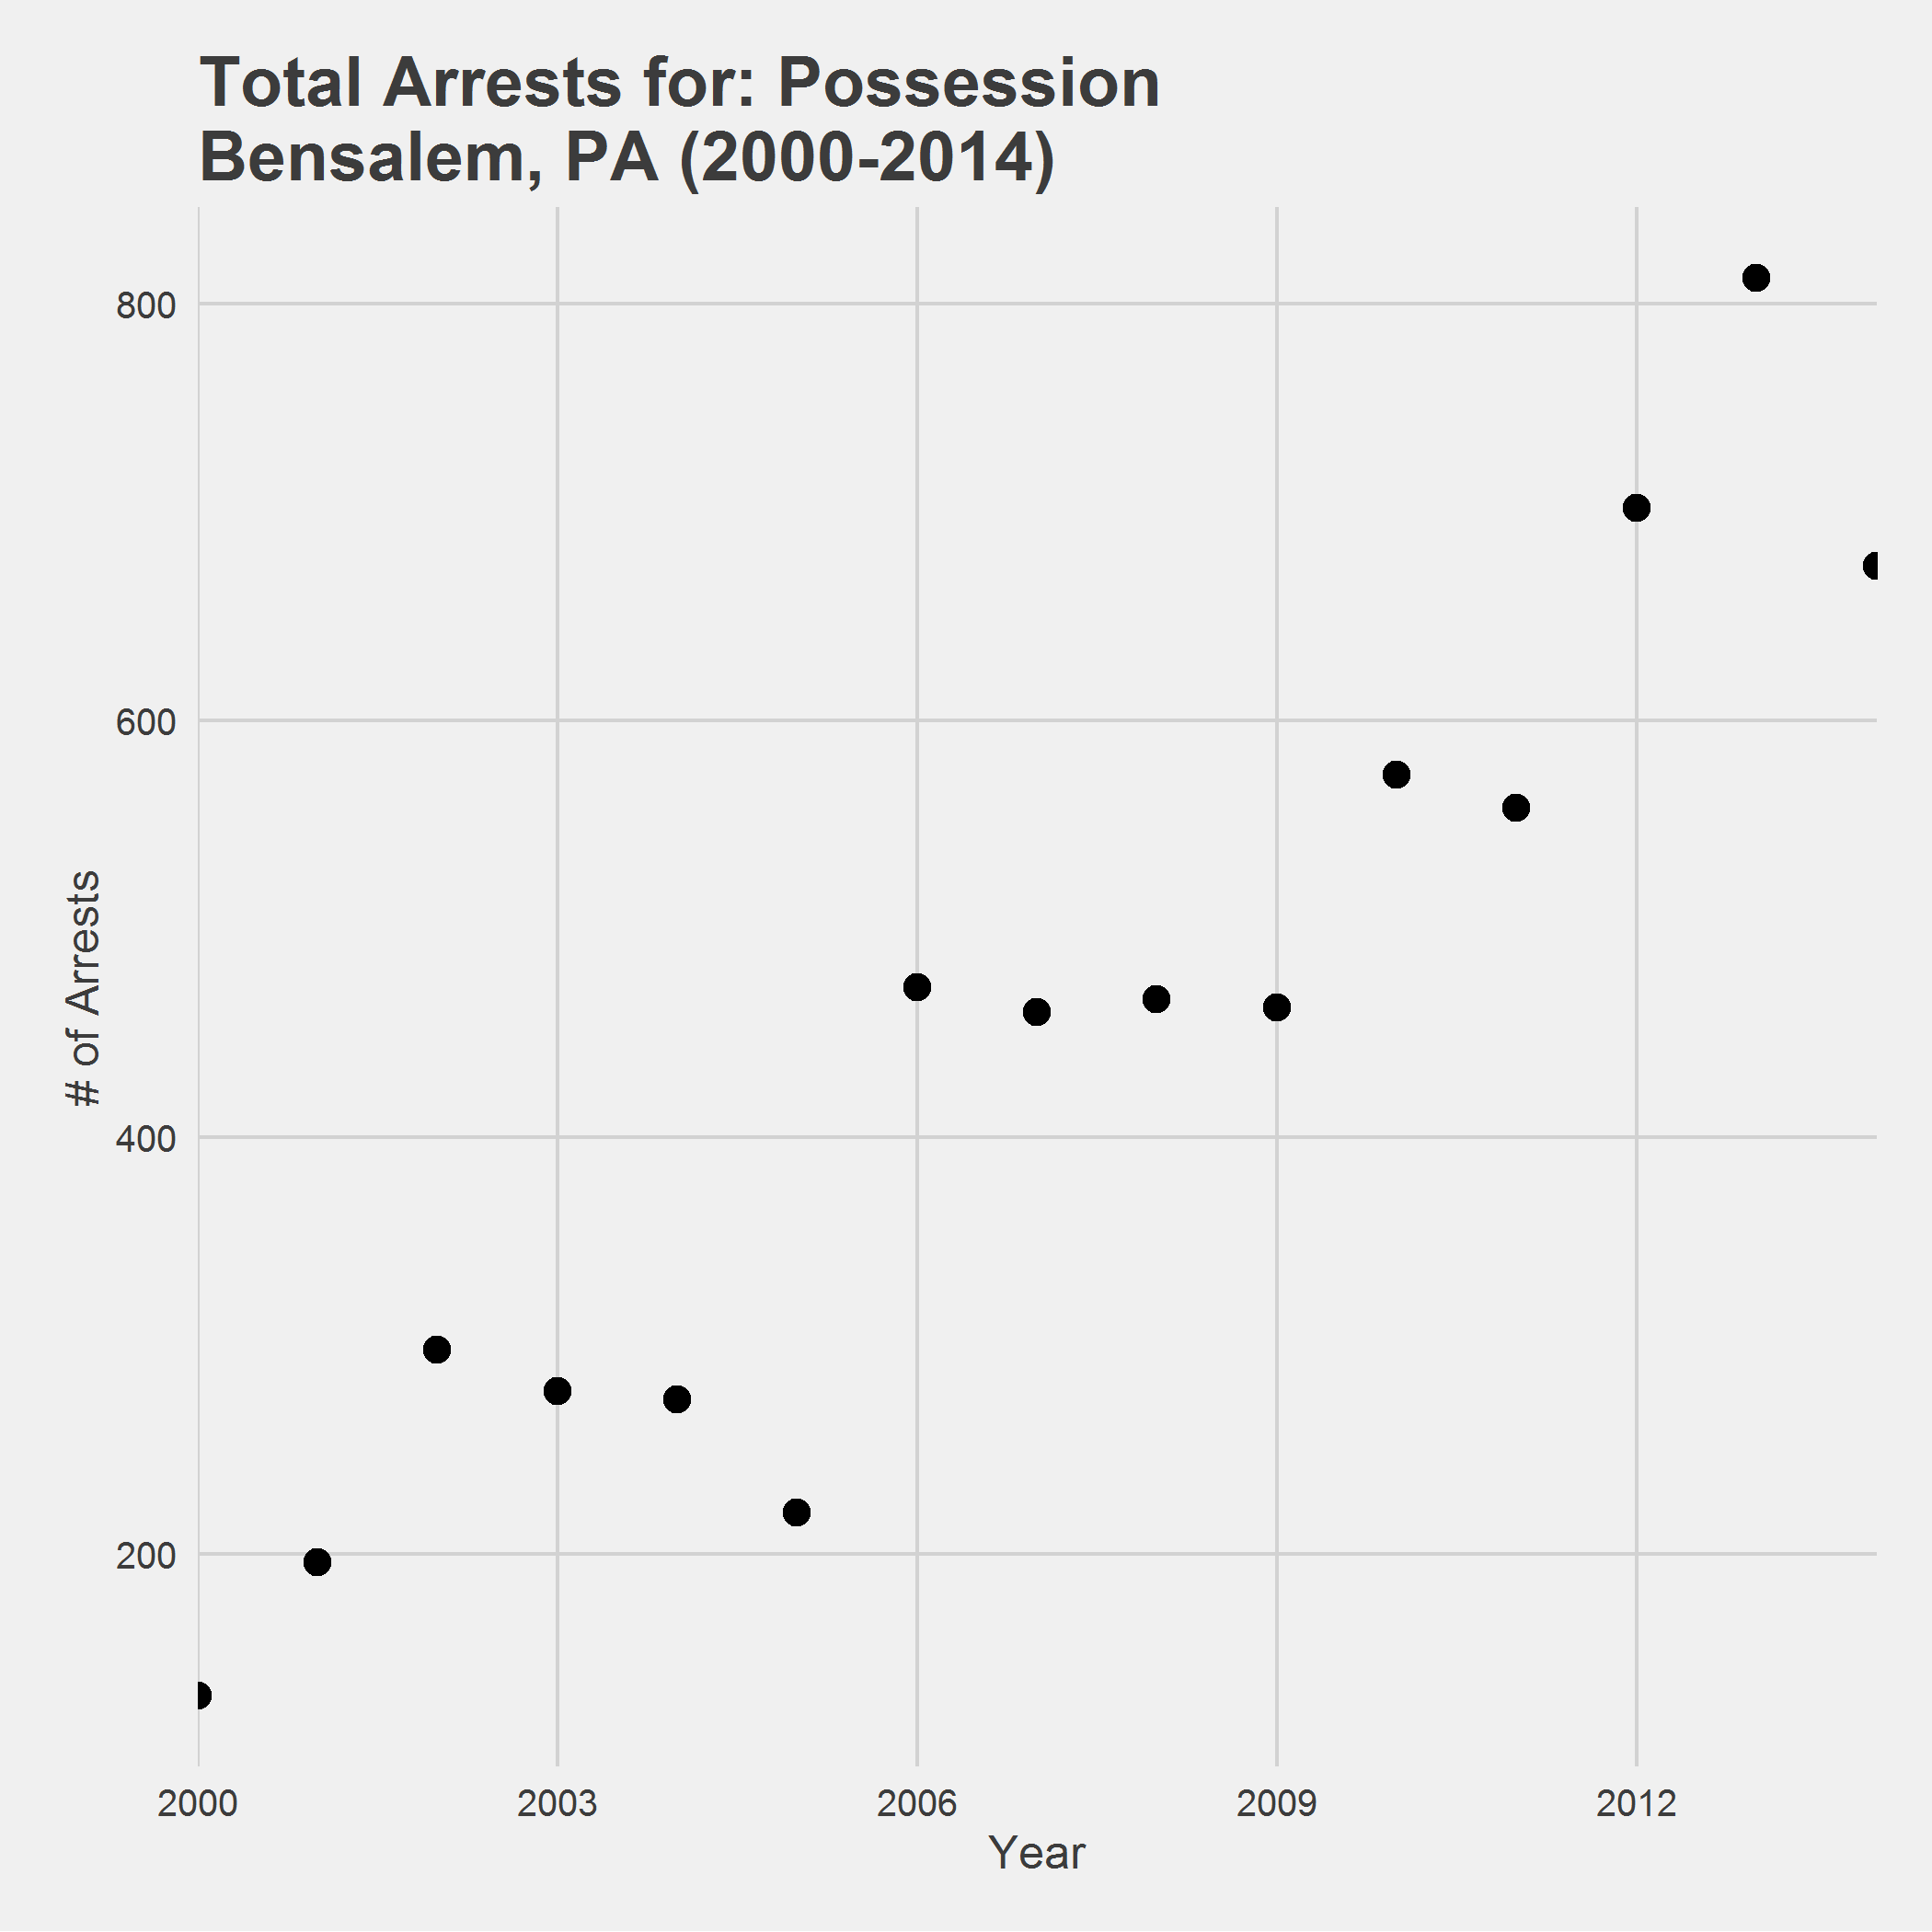 Total Arrests for: Possession
Bensalem, PA (2000-2014)
800
600
400
200
# of Arrests
2000 2003 2006 2009 2012
Year